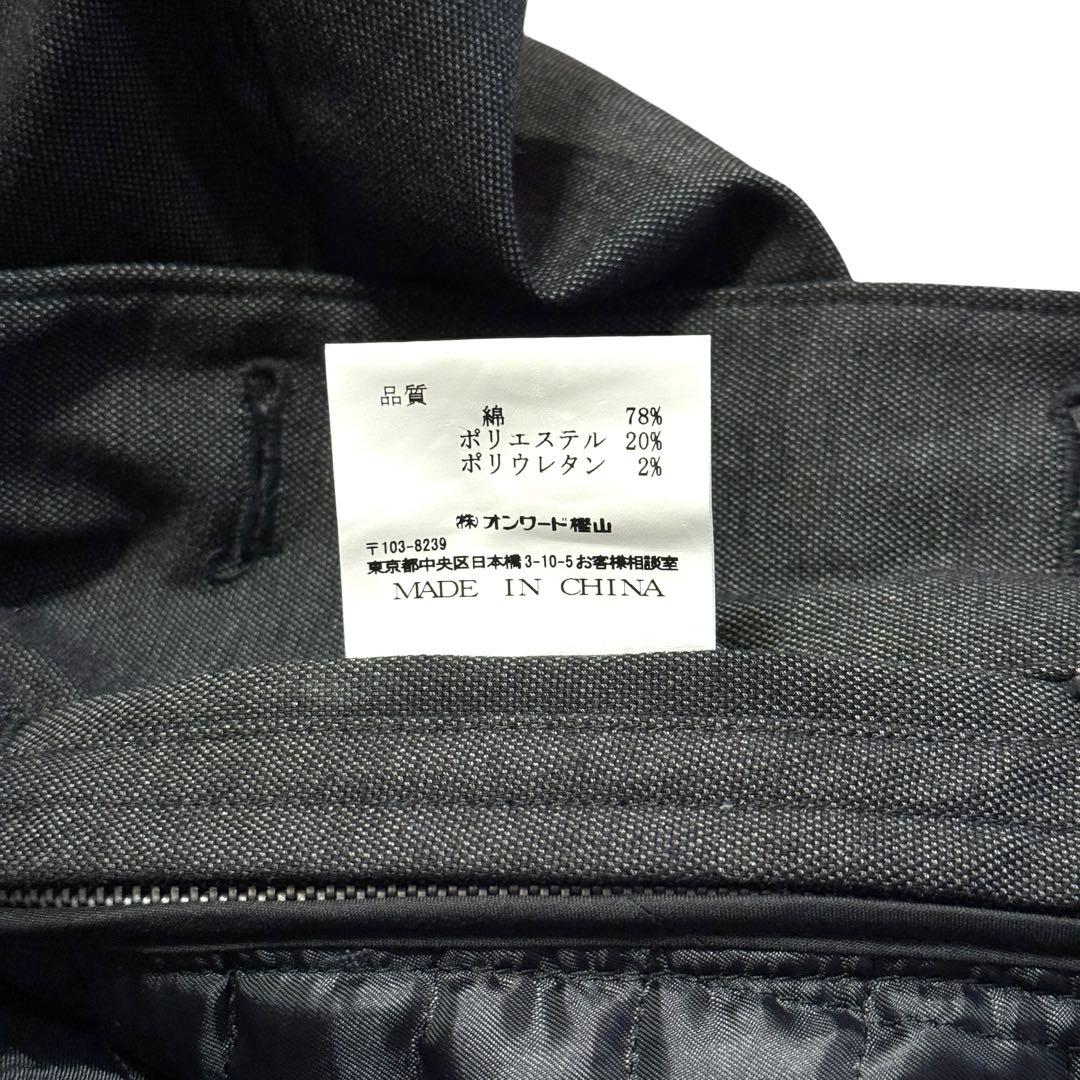 品質
綿 78%
ポリエステル 20%
ポリウレタン 2%
㈱オンワード樫山
〒103-8239
東京都中央区日本橋3-10-5お客様相談室
MADE IN CHINA